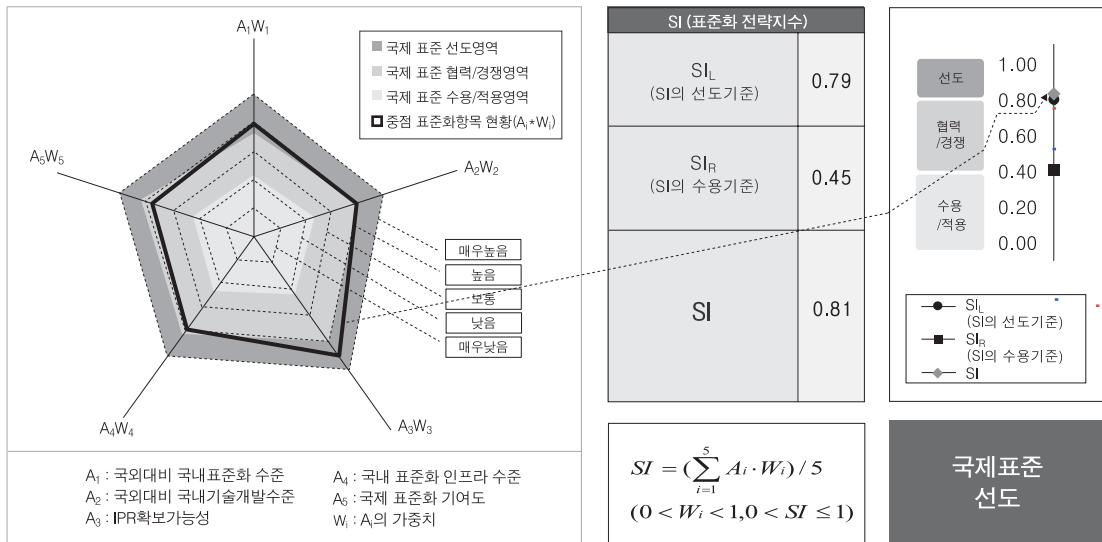 A₁W₁
국제 표준 선도영역
국제 표준 협력/경쟁영역
국제 표준 수용/적용영역
중점 표준화항목 현황(Aᵢ*Wᵢ)
A₅W₅
A₂W₂
매우높음
높음
보통
낮음
매우낮음
A₄W₄
A₃W₃
A₁ : 국외대비 국내표준화 수준
A₂ : 국외대비 국내기술개발수준
A₃ : IPR확보가능성
A₄ : 국내 표준화 인프라 수준
A₅ : 국제 표준화 기여도
Wᵢ : Aᵢ의 가중치
SI (표준화 전략지수)
SI_L
(SI의 선도기준)
0.79
SI_R
(SI의 수용기준)
0.45
SI
0.81
SI = (∑_{i=1}^{5} Aᵢ · Wᵢ) / 5
(0 < Wᵢ < 1, 0 < SI ≤ 1)
선도
협력
/경쟁
수용
/적용
1.00
0.80
0.60
0.40
0.20
0.00
SI_L
(SI의 선도기준)
SI_R
(SI의 수용기준)
SI
국제표준
선도